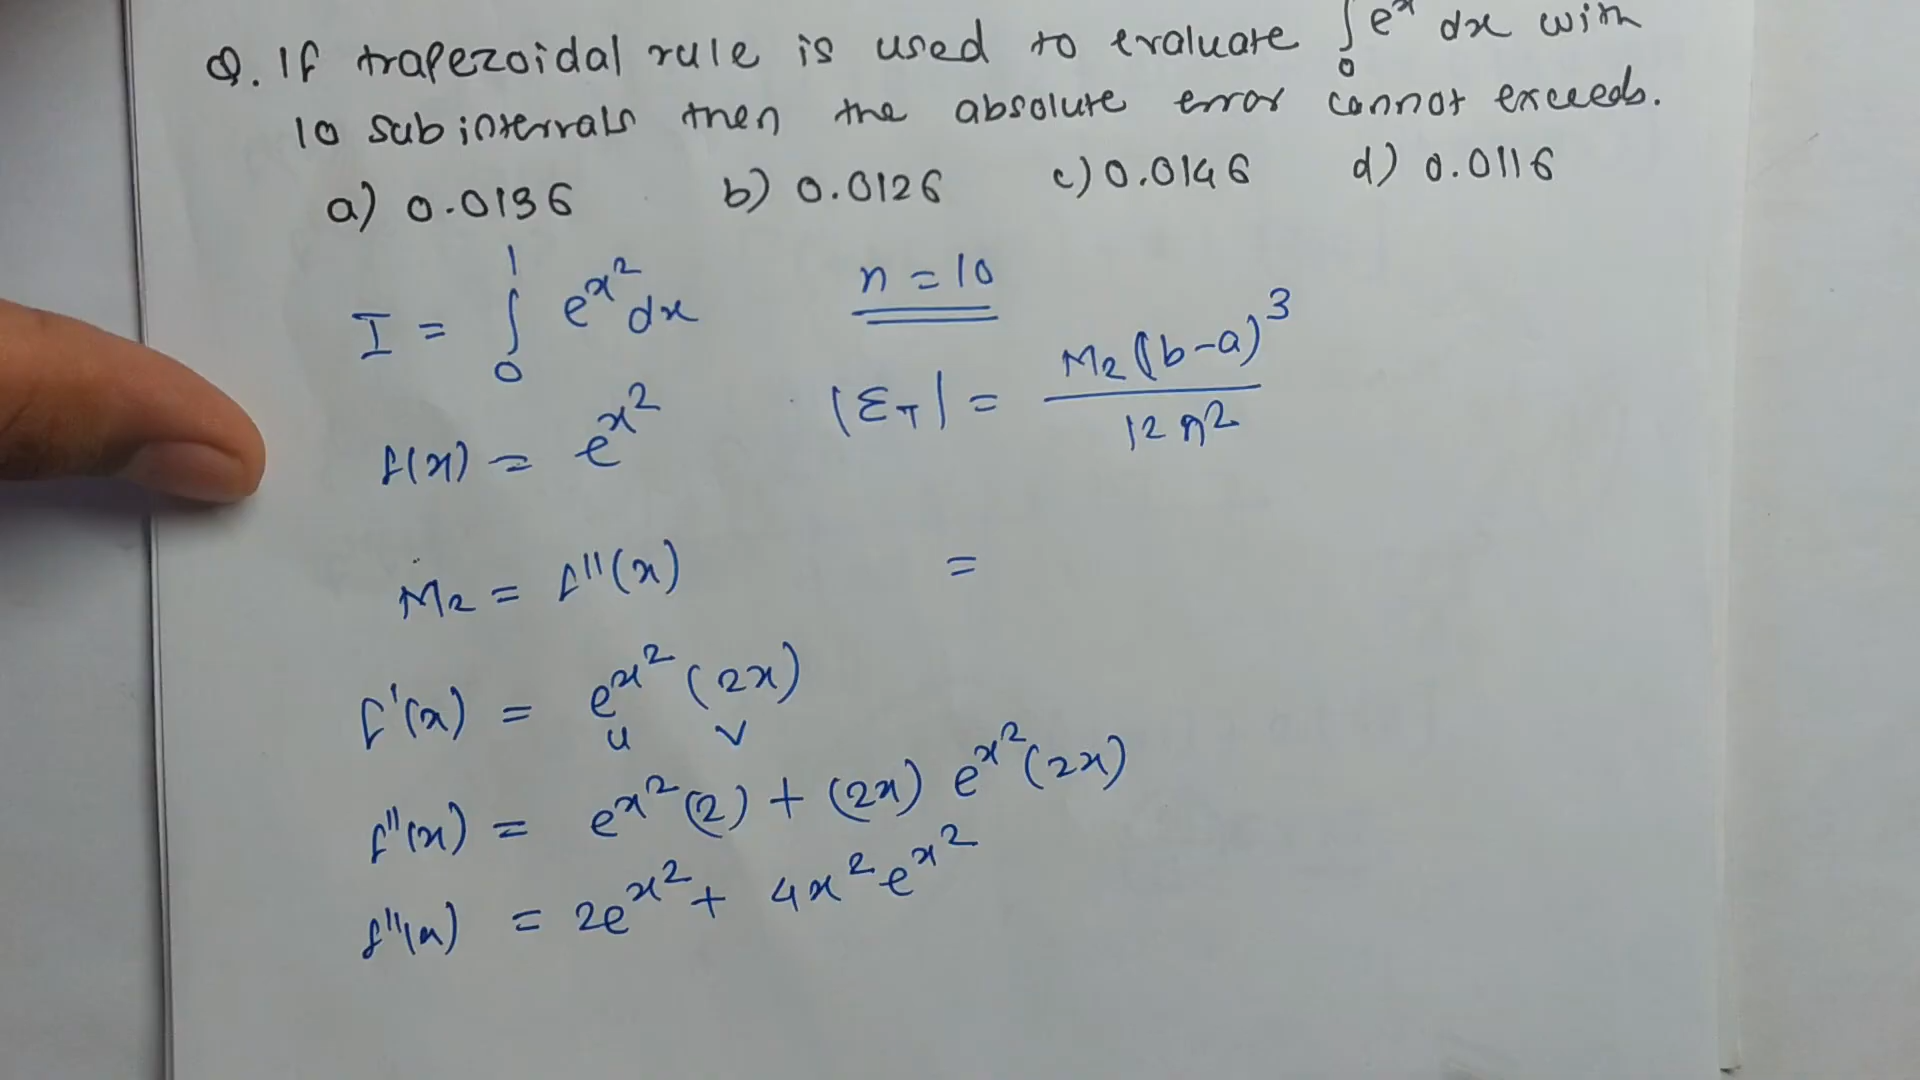 Q. If trapezoidal rule is used to evaluate ∫₀ eˣ dx with
10 subintervals then the absolute error cannot exceeds.
a) 0.0136 b) 0.0126 c) 0.0146 d) 0.0116
I = ∫₀¹ e^x² dx n = 10
f(x) = e^x² |ε_T| = M₂(b-a)³ / 12n²
M₂ = f''(x) =
f'(x) = e^x² (2x)
u v
f''(x) = e^x² (2) + (2x) e^x² (2x)
f''(x) = 2e^x² + 4x² e^x²